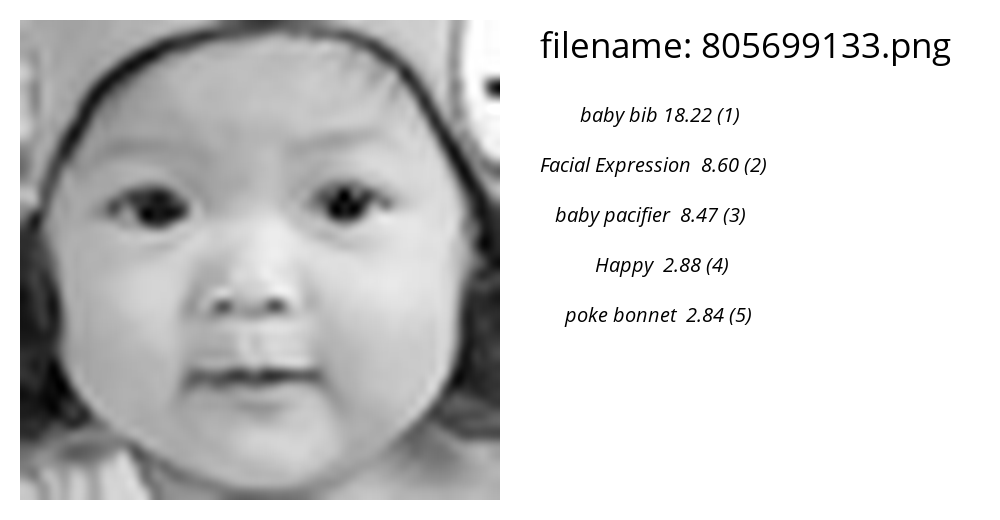 filename: 805699133.png
baby bib 18.22 (1)
Facial Expression 8.60 (2)
baby pacifier 8.47 (3)
Happy 2.88 (4)
poke bonnet 2.84 (5)